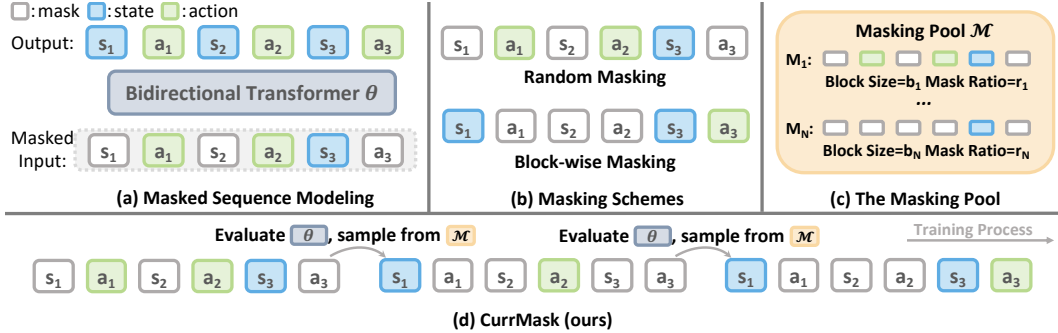 :mask :state :action
Output: s1 a1 s2 a2 s3 a3
Bidirectional Transformer θ
Masked Input: s1 a1 s2 a2 s3 a3
(a) Masked Sequence Modeling
s1 a1 s2 a2 s3 a3
Random Masking
s1 a1 s2 a2 s3 a3
Block-wise Masking
(b) Masking Schemes
Masking Pool ℳ
M1:
Block Size=b1 Mask Ratio=r1
...
MN:
Block Size=bN Mask Ratio=rN
(c) The Masking Pool
Evaluate θ, sample from ℳ
Evaluate θ, sample from ℳ
Training Process
s1 a1 s2 a2 s3 a3
s1 a1 s2 a2 s3 a3
s1 a1 s2 a2 s3 a3
(d) CurrMask (ours)